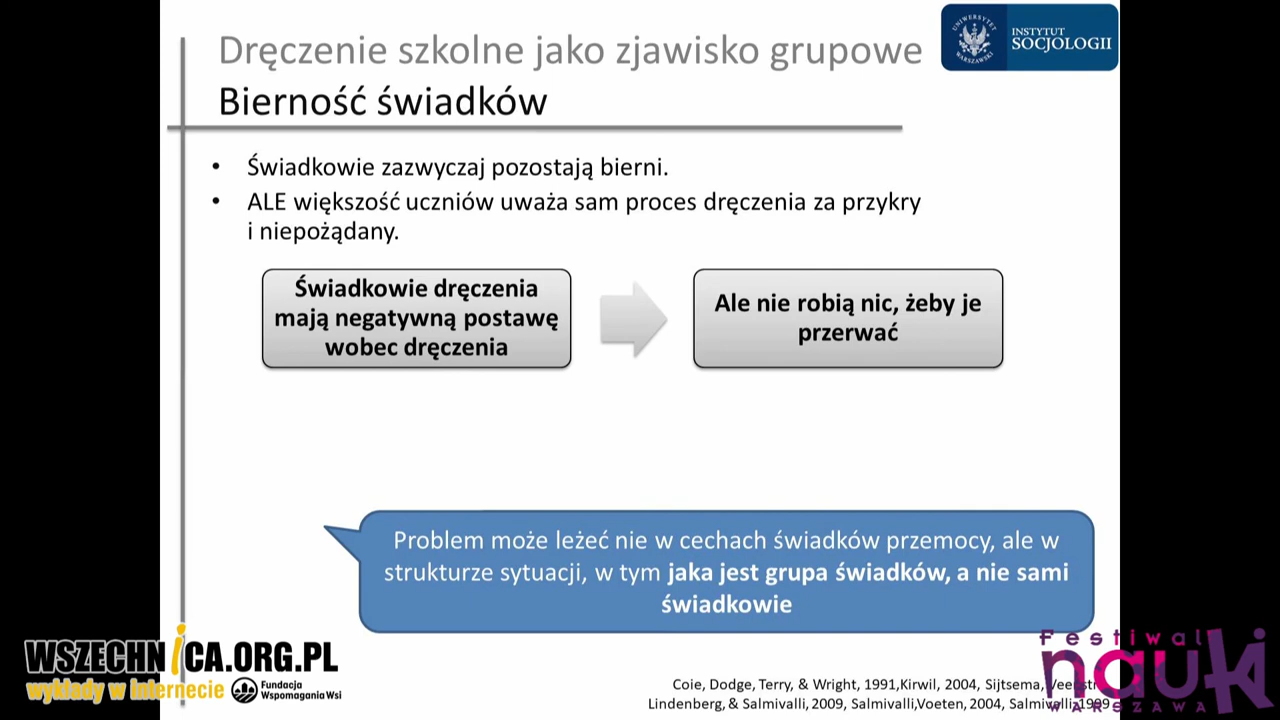 Dręczenie szkolne jako zjawisko grupowe
Bierność świadków
UNIWERSYTET WARSZAWSKI
INSTYTUT
SOCJOLOGII
• Świadkowie zazwyczaj pozostają bierni.
• ALE większość uczniów uważa sam proces dręczenia za przykry
i niepożądany.
Świadkowie dręczenia
mają negatywną postawę
wobec dręczenia
Ale nie robią nic, żeby je
przerwać
Problem może leżeć nie w cechach świadków przemocy, ale w
strukturze sytuacji, w tym jaka jest grupa świadków, a nie sami
świadkowie
WSZECHNICA.ORG.PL
wykłady w Internecie
Fundacja
Wspomagania Wsi
Festiwal
nauki
WARSZAWA
Coie, Dodge, Terry, & Wright, 1991,Kirwil, 2004, Sijtsema,
Lindenberg, & Salmivalli, 2009, Salmivalli,Voeten, 2004, Salmivalli,1999